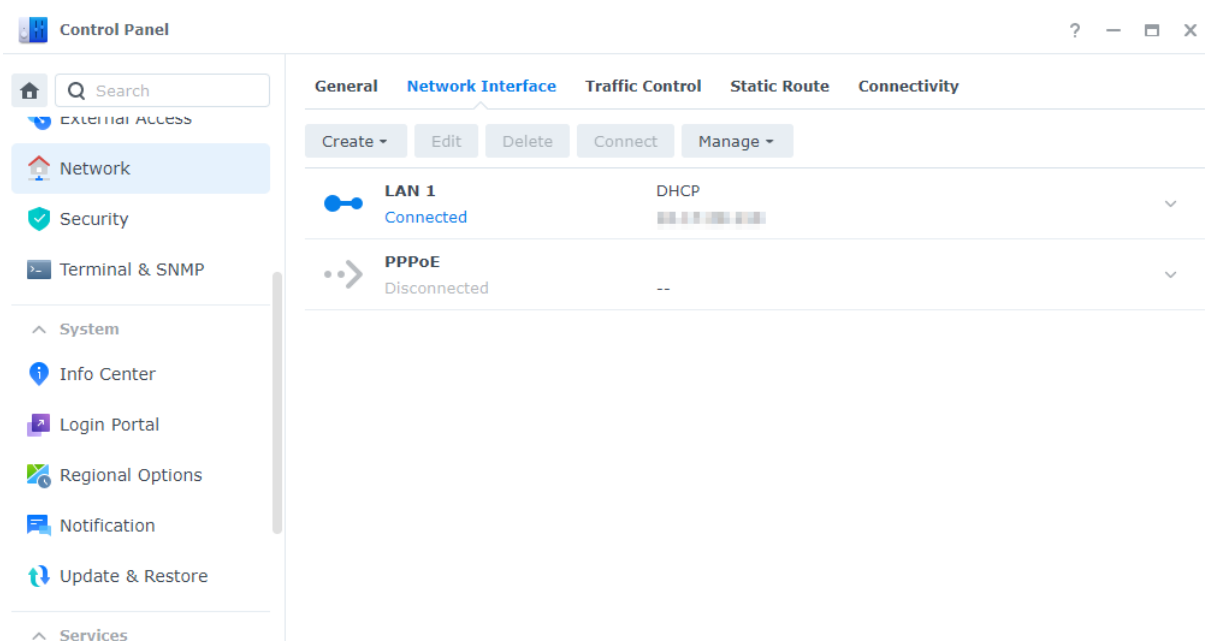 Control Panel
?
Search
External Access
Network
Security
Terminal & SNMP
System
Info Center
Login Portal
Regional Options
Notification
Update & Restore
Services
General Network Interface Traffic Control Static Route Connectivity
Create Edit Delete Connect Manage
LAN 1 DHCP
Connected
PPPoE
Disconnected --